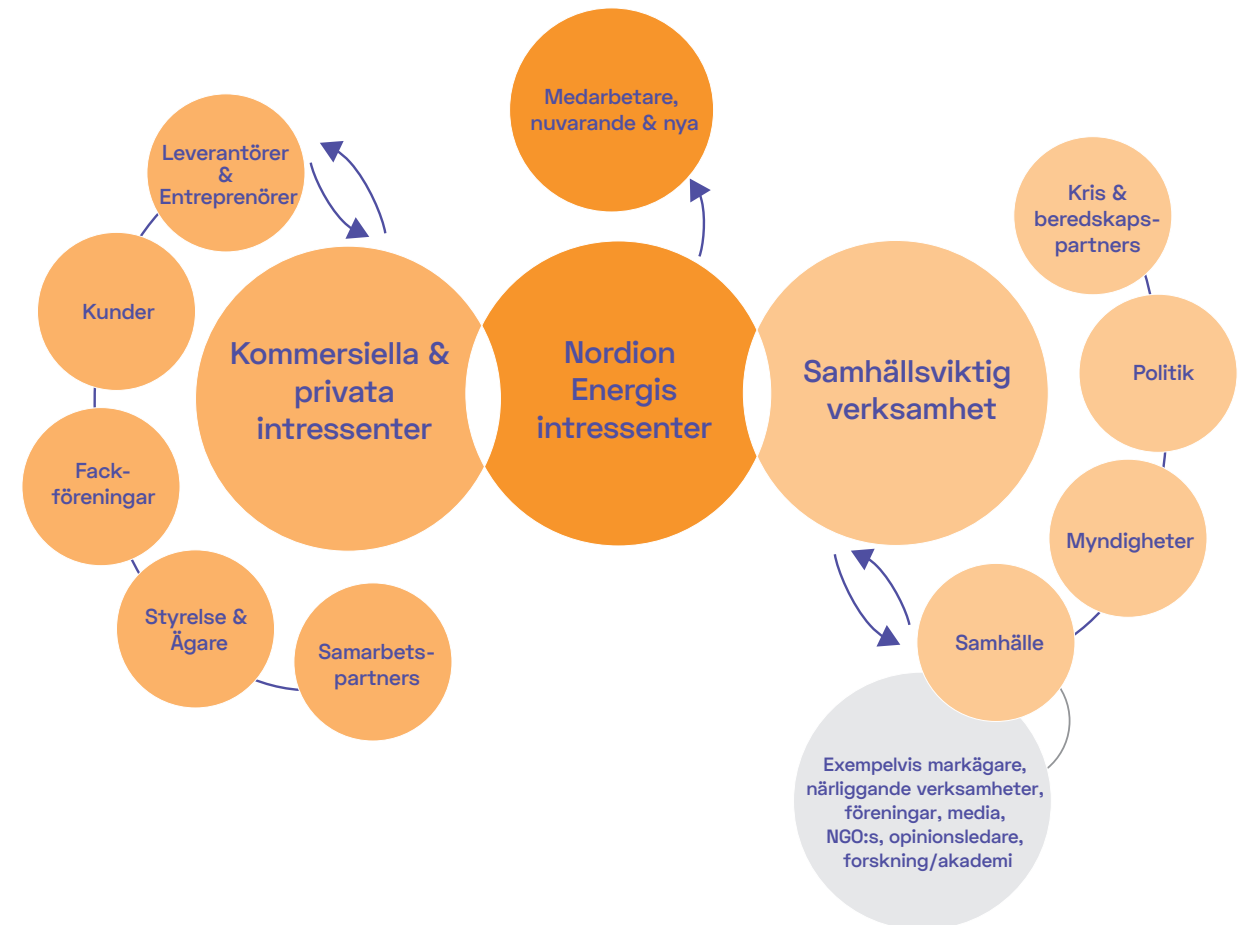 Medarbetare,
nuvarande & nya
Leverantörer
&
Entreprenörer
Kunder
Fack-
föreningar
Styrelse &
Ägare
Samarbets-
partners
Kommersiella &
privata
intressenter
Nordion
Energis
intressenter
Samhällsviktig
verksamhet
Kris &
beredskaps-
partners
Politik
Myndigheter
Samhälle
Exempelvis markägare,
närliggande verksamheter,
föreningar, media,
NGO:s, opinionsledare,
forskning/akademi